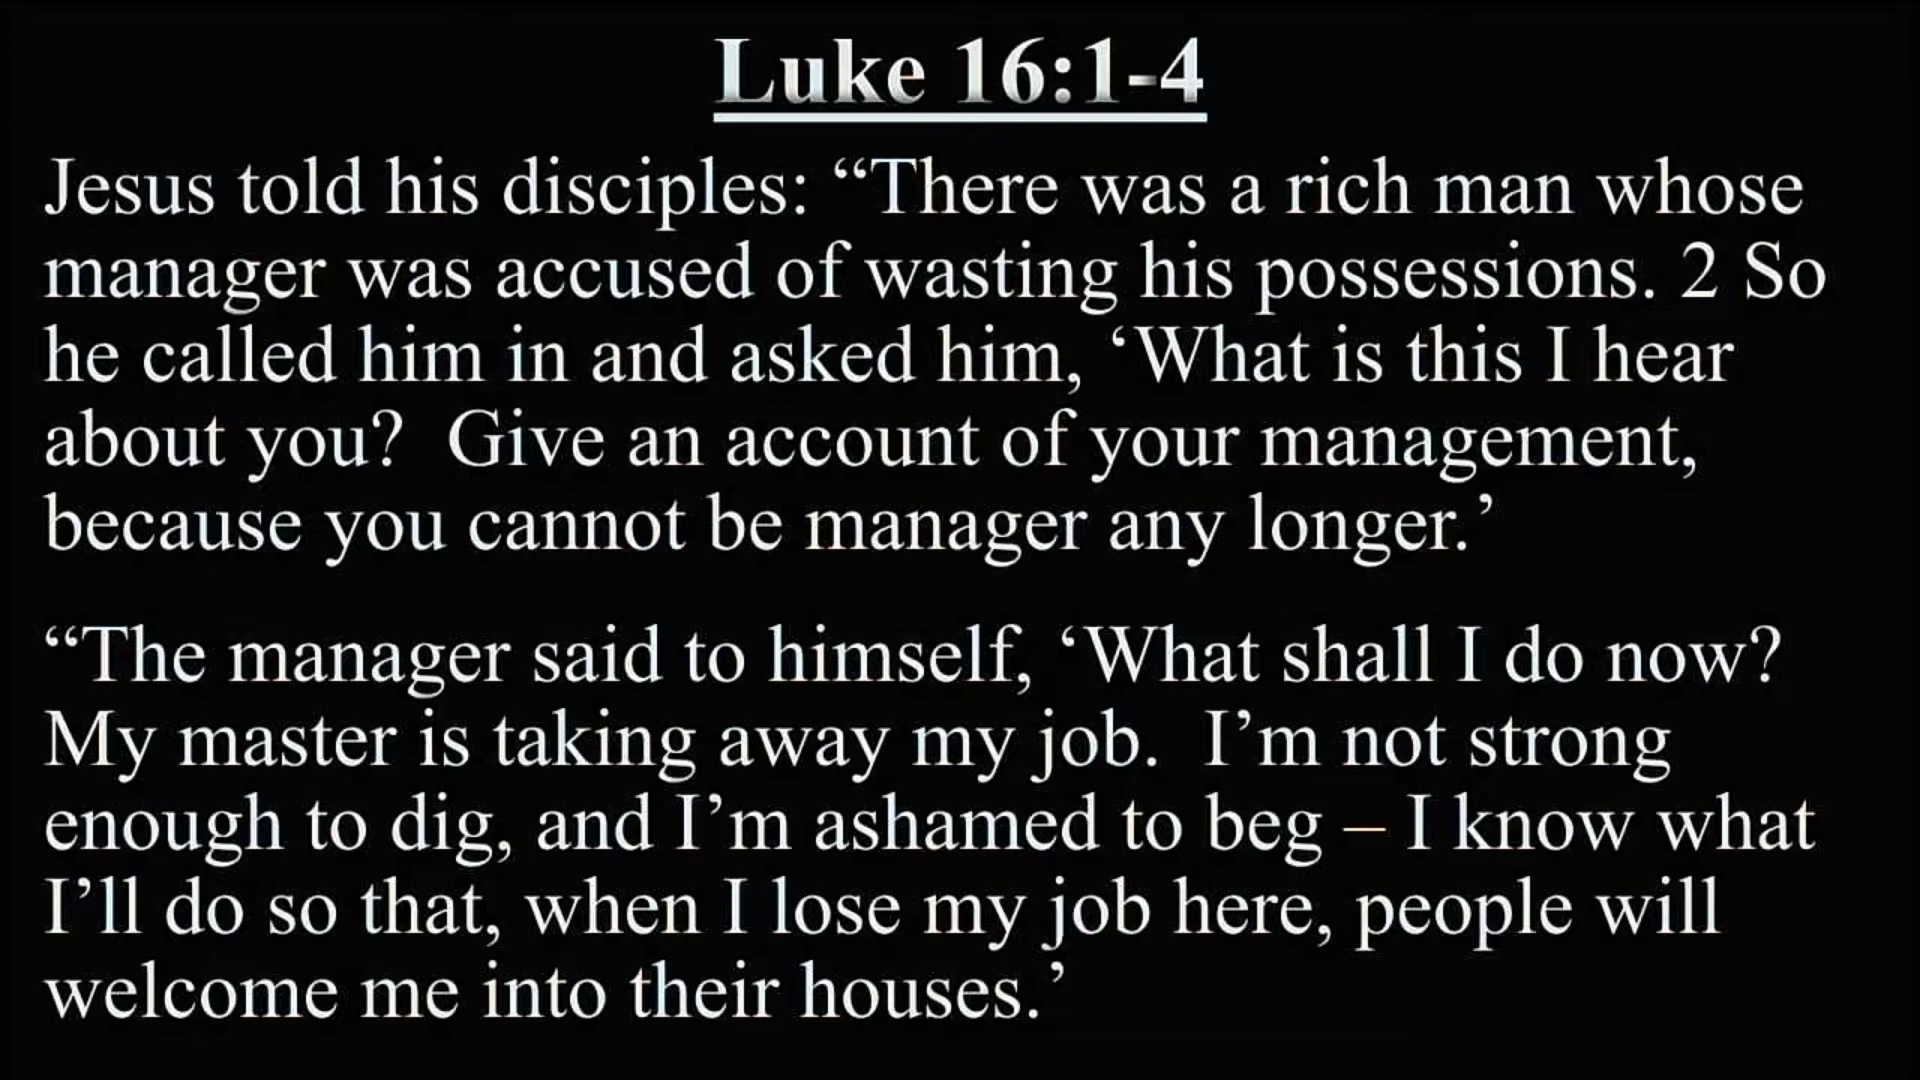 Luke 16:1-4
Jesus told his disciples: “There was a rich man whose
manager was accused of wasting his possessions. 2 So
he called him in and asked him, ‘What is this I hear
about you?  Give an account of your management,
because you cannot be manager any longer.’
“The manager said to himself, ‘What shall I do now?
My master is taking away my job.  I’m not strong
enough to dig, and I’m ashamed to beg – I know what
I’ll do so that, when I lose my job here, people will
welcome me into their houses.’